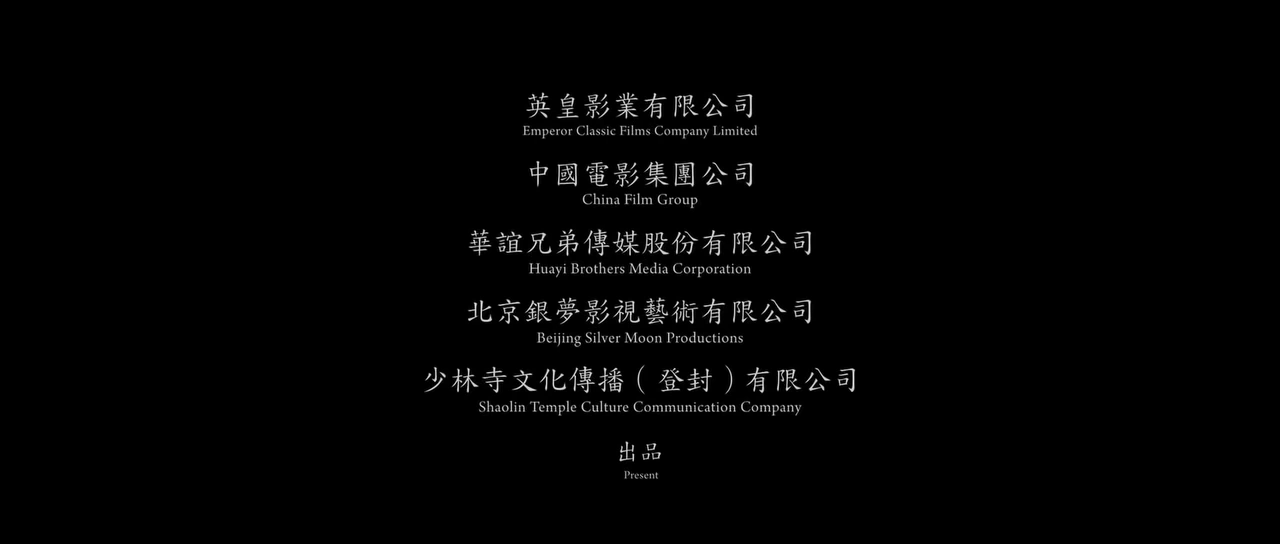 英皇影業有限公司
Emperor Classic Films Company Limited
中國電影集團公司
China Film Group
華誼兄弟傳媒股份有限公司
Huayi Brothers Media Corporation
北京銀夢影視藝術有限公司
Beijing Silver Moon Productions
少林寺文化傳播(登封)有限公司
Shaolin Temple Culture Communication Company
出品
Present